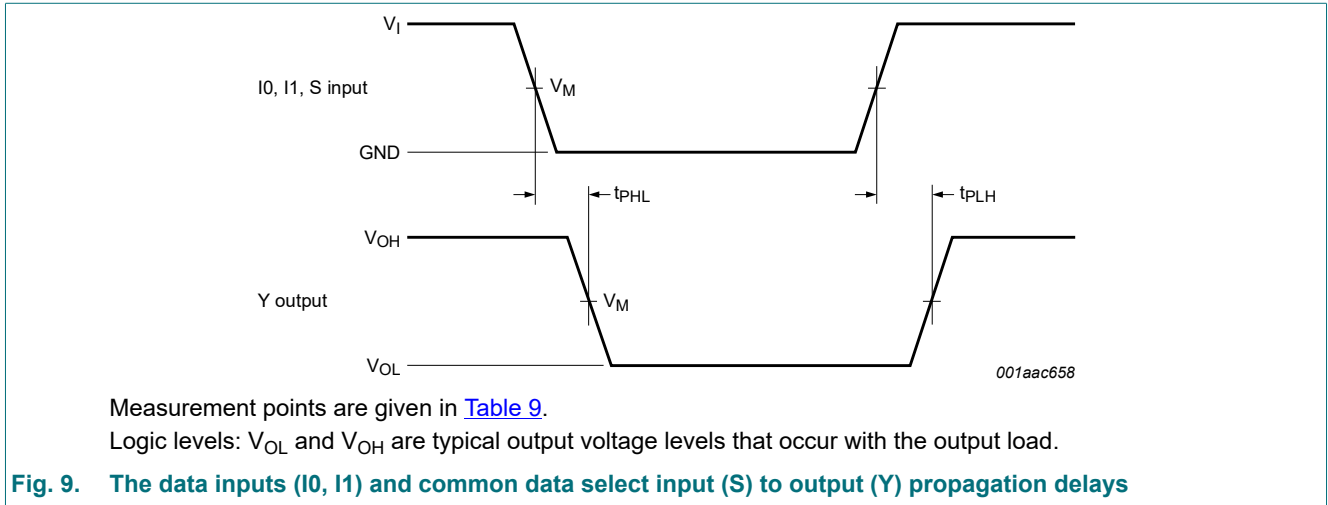 VI
I0, I1, S input
VM
GND
tPHL
tPLH
VOH
Y output
VM
VOL
001aac658
Measurement points are given in Table 9.
Logic levels: VOL and VOH are typical output voltage levels that occur with the output load.
Fig. 9. The data inputs (I0, I1) and common data select input (S) to output (Y) propagation delays